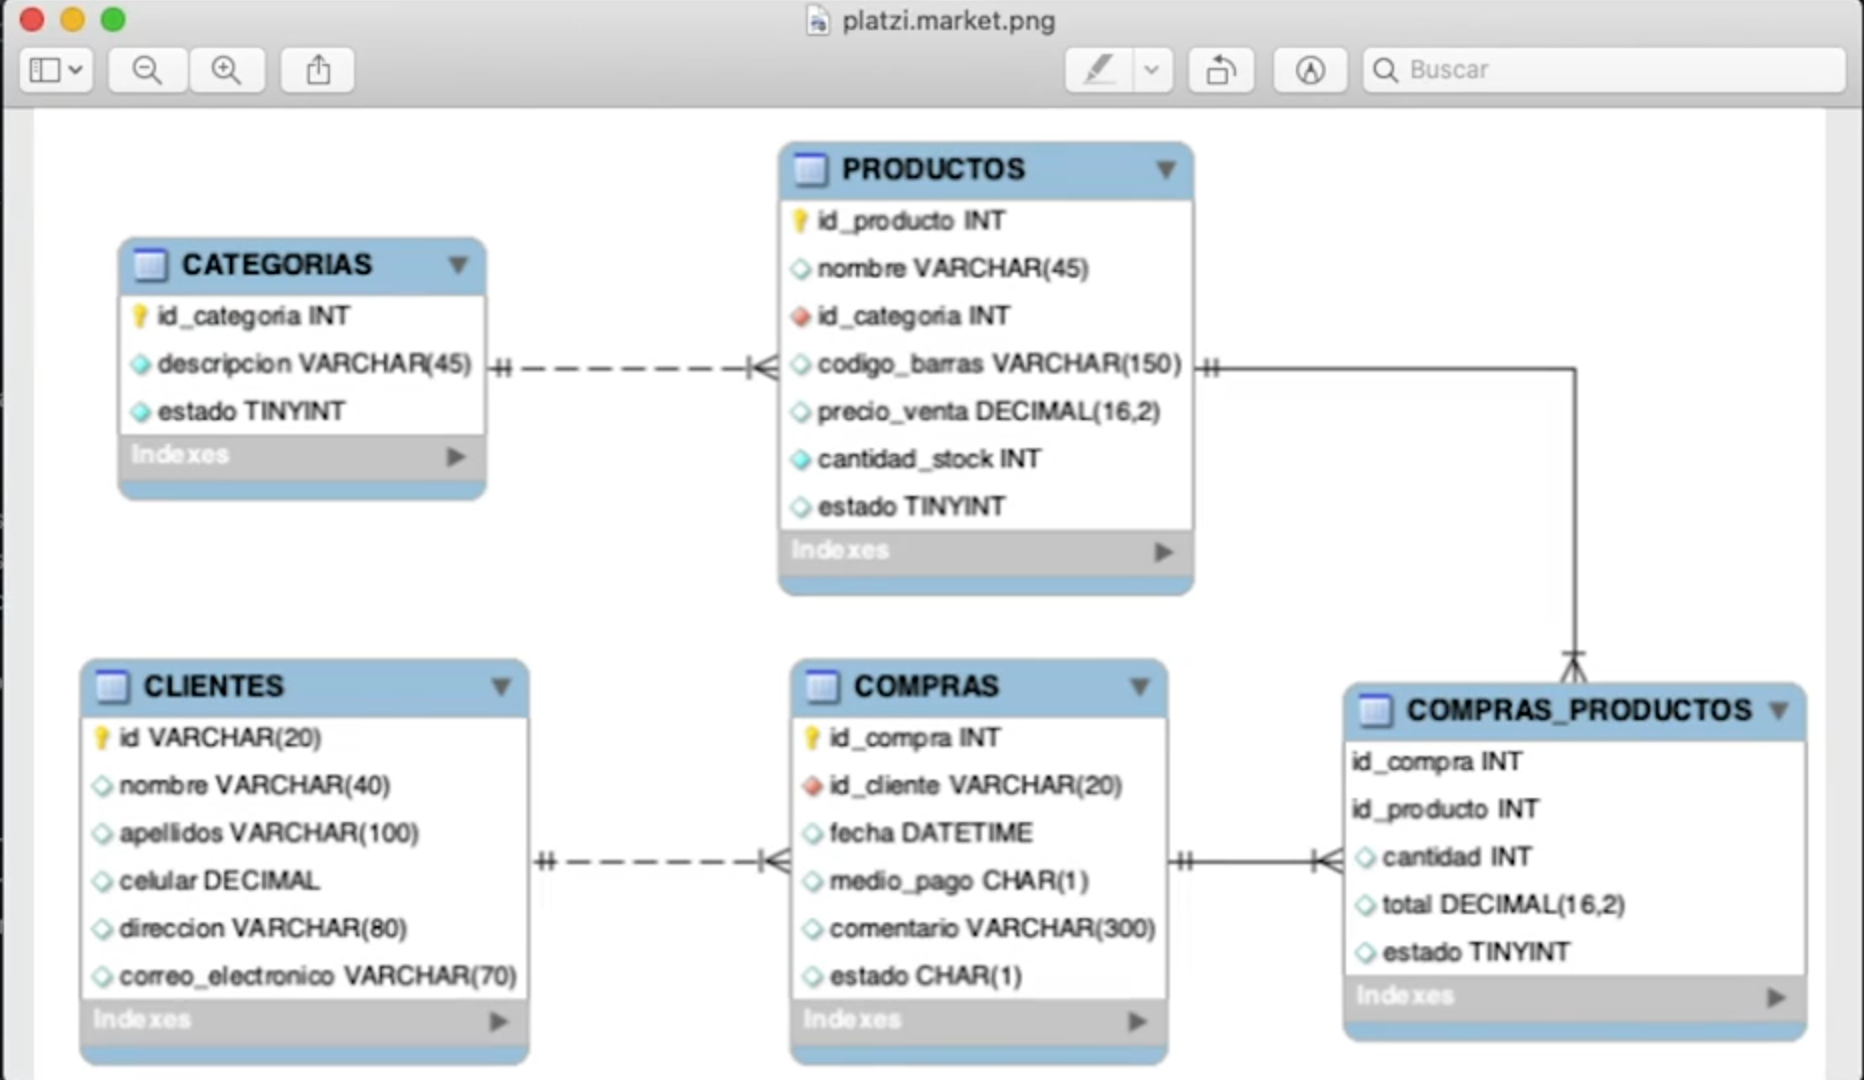 platzi.market.png
Buscar
PRODUCTOS
id_producto INT
nombre VARCHAR(45)
id_categoria INT
codigo_barras VARCHAR(150)
precio_venta DECIMAL(16,2)
cantidad_stock INT
estado TINYINT
Indexes
CATEGORIAS
id_categoria INT
descripcion VARCHAR(45)
estado TINYINT
Indexes
CLIENTES
id VARCHAR(20)
nombre VARCHAR(40)
apellidos VARCHAR(100)
celular DECIMAL
direccion VARCHAR(80)
correo_electronico VARCHAR(70)
Indexes
COMPRAS
id_compra INT
id_cliente VARCHAR(20)
fecha DATETIME
medio_pago CHAR(1)
comentario VARCHAR(300)
estado CHAR(1)
Indexes
COMPRAS_PRODUCTOS
id_compra INT
id_producto INT
cantidad INT
total DECIMAL(16,2)
estado TINYINT
Indexes